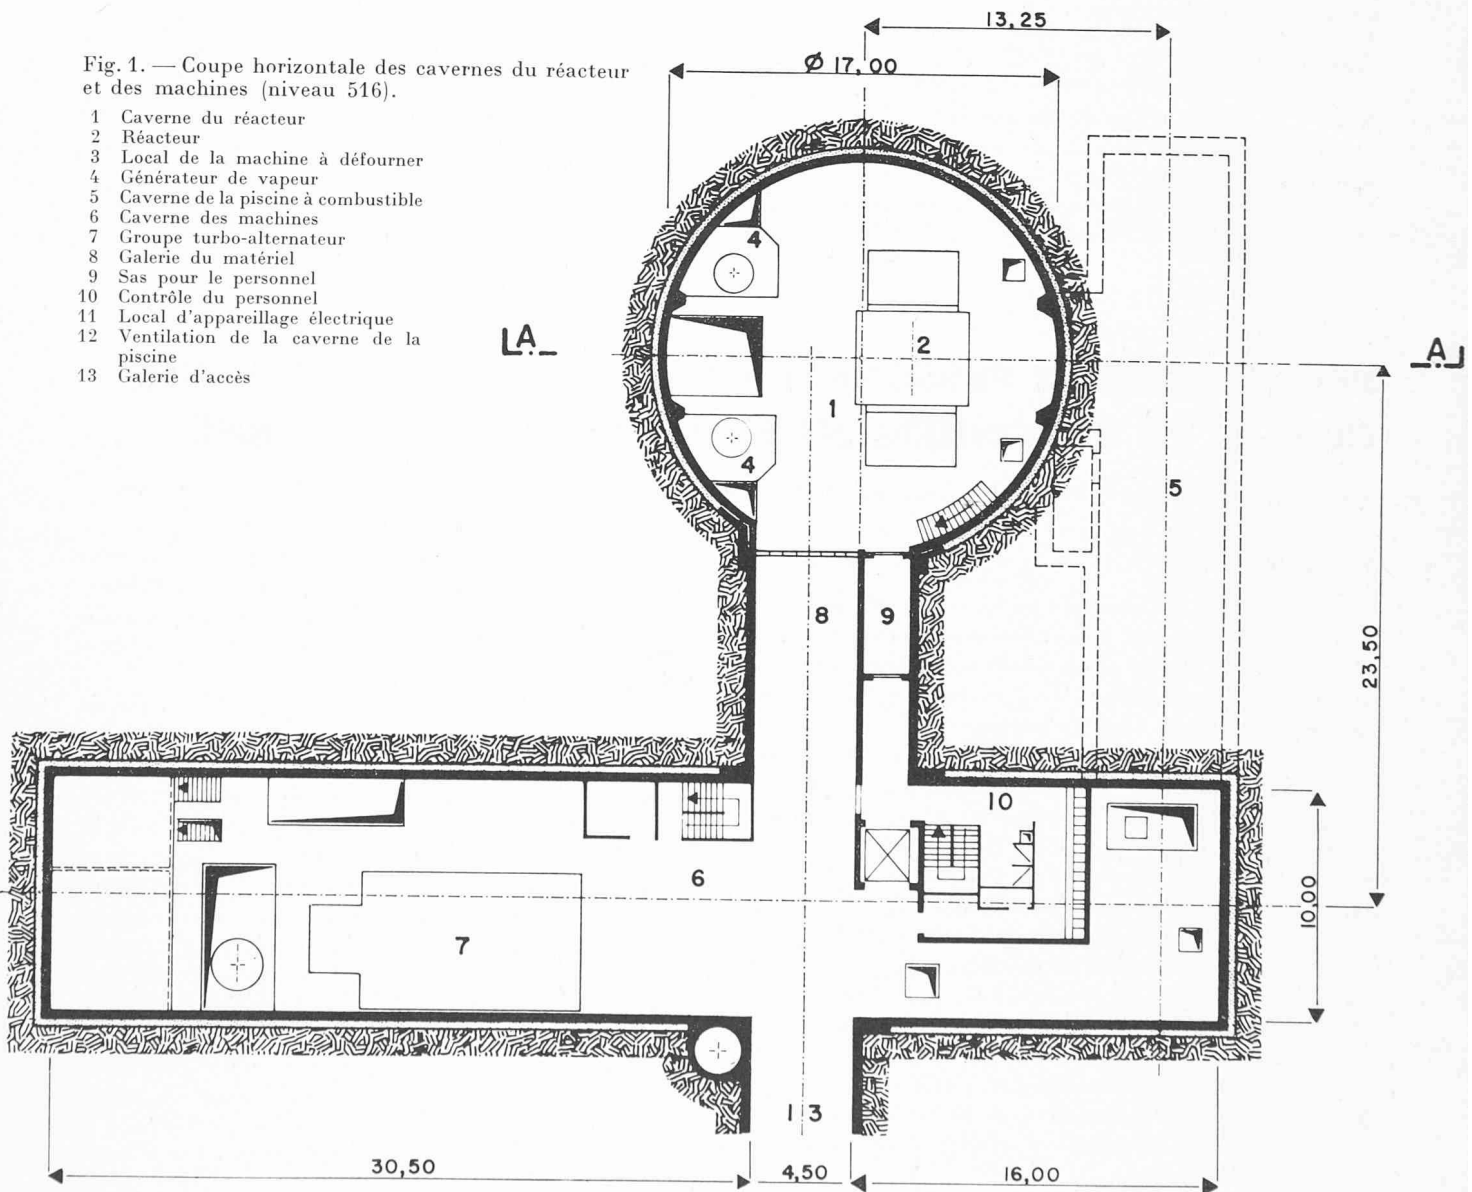 13,25
Ø 17,00
Fig. 1. — Coupe horizontale des cavernes du réacteur
et des machines (niveau 516).
1 Caverne du réacteur
2 Réacteur
3 Local de la machine à défourner
4 Générateur de vapeur
5 Caverne de la piscine à combustible
6 Caverne des machines
7 Groupe turbo-alternateur
8 Galerie du matériel
9 Sas pour le personnel
10 Contrôle du personnel
11 Local d'appareillage électrique
12 Ventilation de la caverne de la
piscine
13 Galerie d'accès
4
A
2
A
1
4
5
8
9
23,50
10
6
10,00
7
13
30,50
4,50
16,00